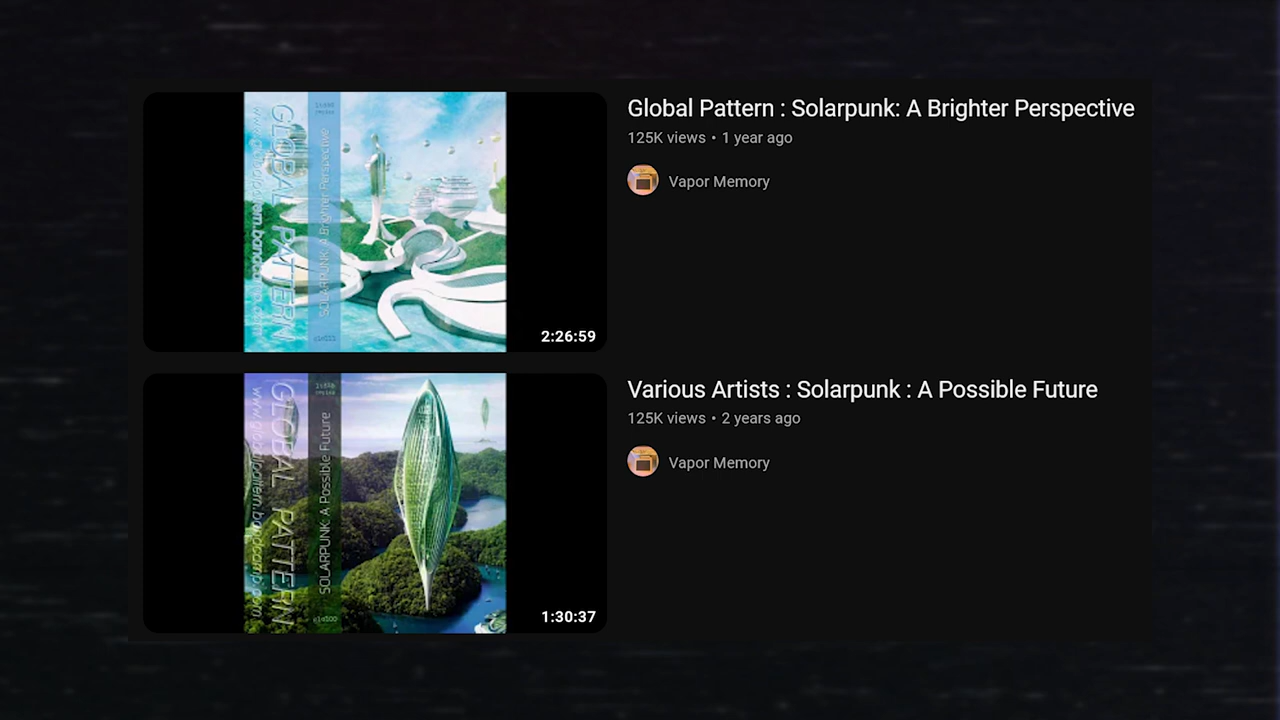 GLOBAL PATTERN
www.globalpattern.bandcamp.com
SOLARPUNK: A Brighter Perspective
2:26:59
Global Pattern : Solarpunk: A Brighter Perspective
125K views • 1 year ago
Vapor Memory
GLOBAL PATTERN
www.globalpattern.bandcamp.com
SOLARPUNK: A Possible Future
1:30:37
Various Artists : Solarpunk : A Possible Future
125K views • 2 years ago
Vapor Memory